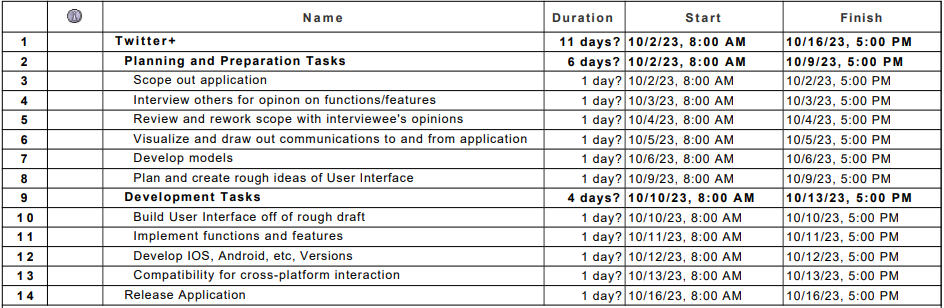 Name Duration Start Finish
1 Twitter+ 11 days? 10/2/23, 8:00 AM 10/16/23, 5:00 PM
2 Planning and Preparation Tasks 6 days? 10/2/23, 8:00 AM 10/9/23, 5:00 PM
3 Scope out application 1 day? 10/2/23, 8:00 AM 10/2/23, 5:00 PM
4 Interview others for opinon on functions/features 1 day? 10/3/23, 8:00 AM 10/3/23, 5:00 PM
5 Review and rework scope with interviewee's opinions 1 day? 10/4/23, 8:00 AM 10/4/23, 5:00 PM
6 Visualize and draw out communications to and from application 1 day? 10/5/23, 8:00 AM 10/5/23, 5:00 PM
7 Develop models 1 day? 10/6/23, 8:00 AM 10/6/23, 5:00 PM
8 Plan and create rough ideas of User Interface 1 day? 10/9/23, 8:00 AM 10/9/23, 5:00 PM
9 Development Tasks 4 days? 10/10/23, 8:00 AM 10/13/23, 5:00 PM
10 Build User Interface off of rough draft 1 day? 10/10/23, 8:00 AM 10/10/23, 5:00 PM
11 Implement functions and features 1 day? 10/11/23, 8:00 AM 10/11/23, 5:00 PM
12 Develop IOS, Android, etc, Versions 1 day? 10/12/23, 8:00 AM 10/12/23, 5:00 PM
13 Compatibility for cross-platform interaction 1 day? 10/13/23, 8:00 AM 10/13/23, 5:00 PM
14 Release Application 1 day? 10/16/23, 8:00 AM 10/16/23, 5:00 PM